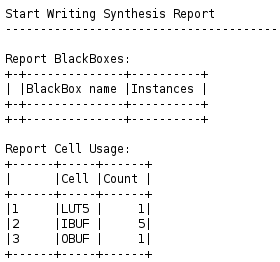 Start Writing Synthesis Report
---------------------------------------

Report BlackBoxes:
+-+--------------+----------+
| |BlackBox name |Instances |
+-+--------------+----------+
+-+--------------+----------+

Report Cell Usage:
+------+-----+------+
|      |Cell |Count |
+------+-----+------+
|1     |LUT5 |     1|
|2     |IBUF |     5|
|3     |OBUF |     1|
+------+-----+------+